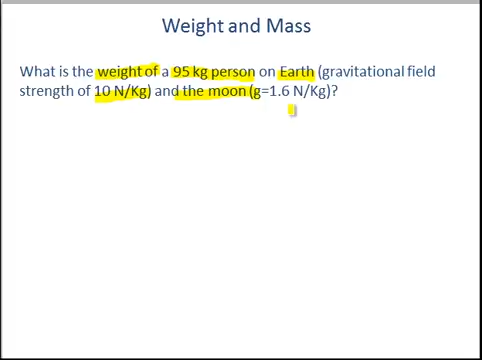 Weight and Mass
What is the weight of a 95 kg person on Earth (gravitational field
strength of 10 N/Kg) and the moon (g=1.6 N/Kg)?